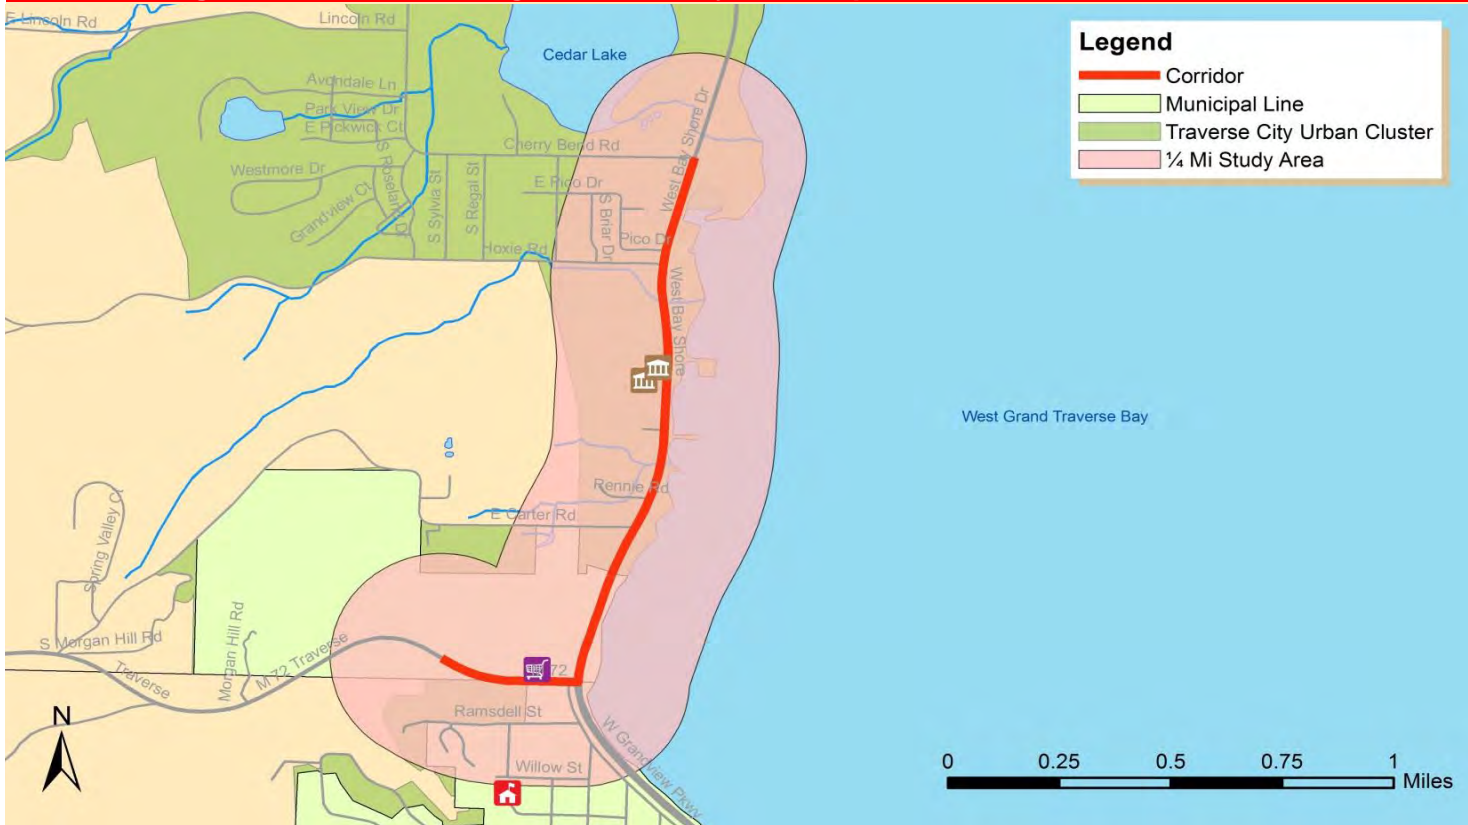 E Lincoln Rd
Lincoln Rd
Cedar Lake
Avondale Ln
Park View Dr
E Pickwick Ct
S Roseland Dr
Westmore Dr
Grandview Ct
S Sylvia St
S Regal St
Cherry Bend Rd
E Pico Dr
S Briar Dr
Pico Dr
Hoxie Rd
West Bay Shore Dr
West Bay Shore
West Grand Traverse Bay
Rennie Rd
E Carter Rd
Spring Valley Ct
S Morgan Hill Rd
Morgan Hill Rd
Traverse
M 72 Traverse
72
Ramsdell St
Willow St
W Grandview Pkwy
N
Legend
Corridor
Municipal Line
Traverse City Urban Cluster
¼ Mi Study Area
0 0.25 0.5 0.75 1
Miles